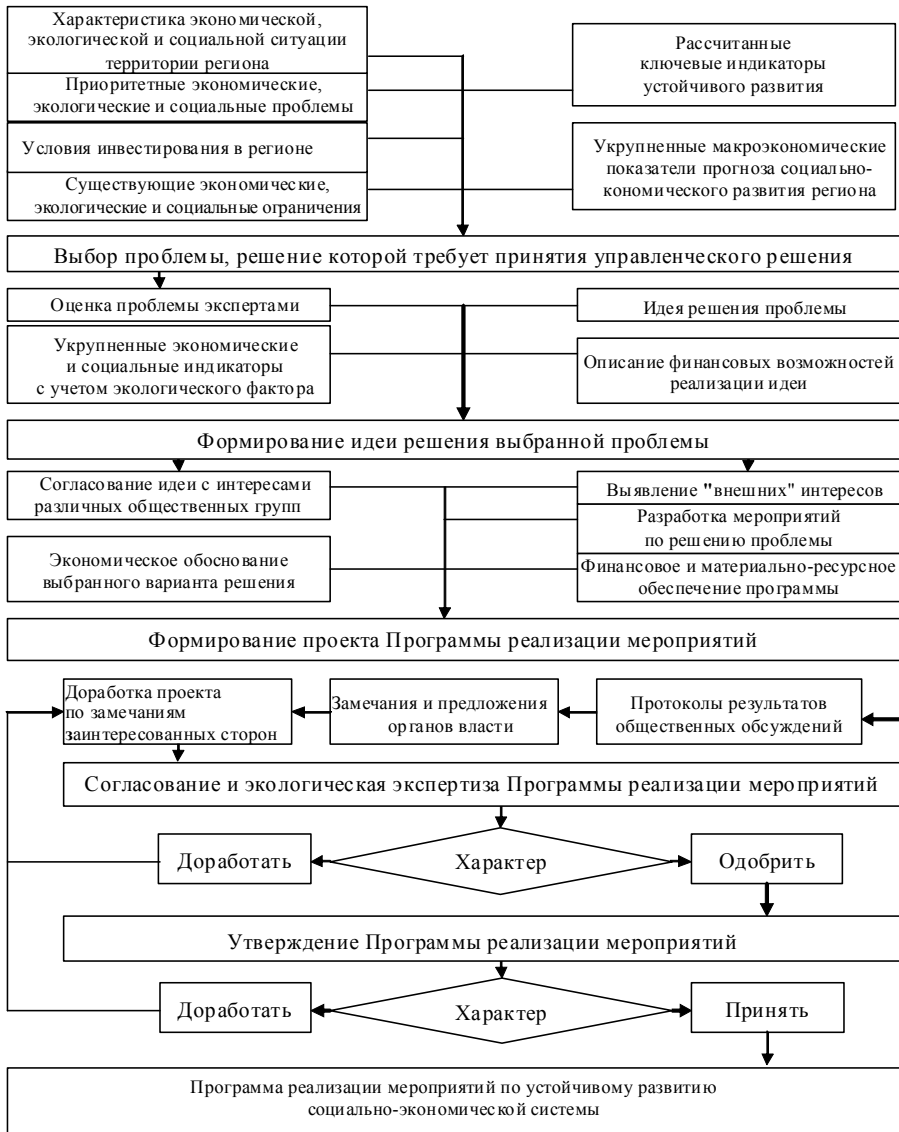 Характеристика экономической,
экологической и социальной ситуации
территории региона
Приоритетные экономические,
экологические и социальные проблемы
Условия инвестирования в регионе
Существующие экономические,
экологические и социальные ограничения
Рассчитанные
ключевые индикаторы
устойчивого развития
Укрупненные макроэкономические
показатели прогноза социально-
кономического развития региона
Выбор проблемы, решение которой требует принятия управленческого решения
Оценка проблемы экспертами
Укрупненные экономические
и социальные индикаторы
с учетом экологического фактора
Идея решения проблемы
Описание финансовых возможностей
реализации идеи
Формирование идеи решения выбранной проблемы
Согласование идеи с интересами
различных общественных групп
Экономическое обоснование
выбранного варианта решения
Выявление "внешних" интересов
Разработка мероприятий
по решению проблемы
Финансовое и материально-ресурсное
обеспечение программы
Формирование проекта Программы реализации мероприятий
Доработка проекта
по замечаниям
заинтересованных сторон
Замечания и предложения
органов власти
Протоколы результатов
общественных обсуждений
Согласование и экологическая экспертиза Программы реализации мероприятий
Доработать
Характер
Одобрить
Утверждение Программы реализации мероприятий
Доработать
Характер
Принять
Программа реализации мероприятий по устойчивому развитию
социально-экономической системы